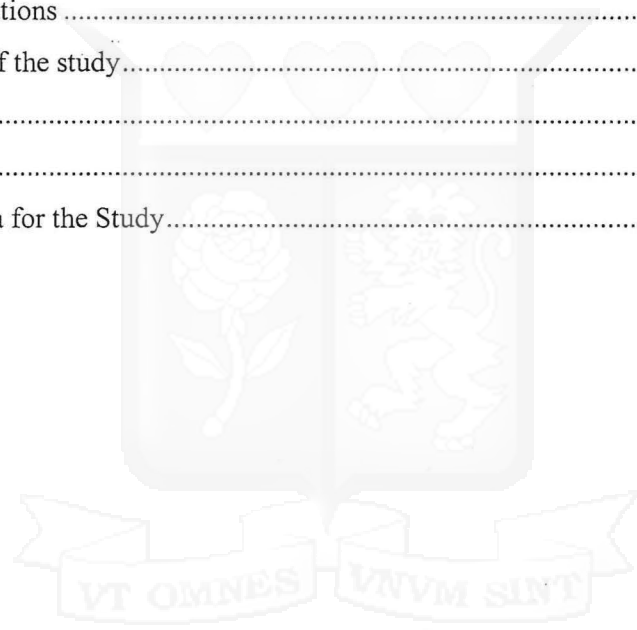 tions ........................................................................
f the study........................................................................
........................................................................
........................................................................
for the Study........................................................................
VT OMNES VNVM SINT